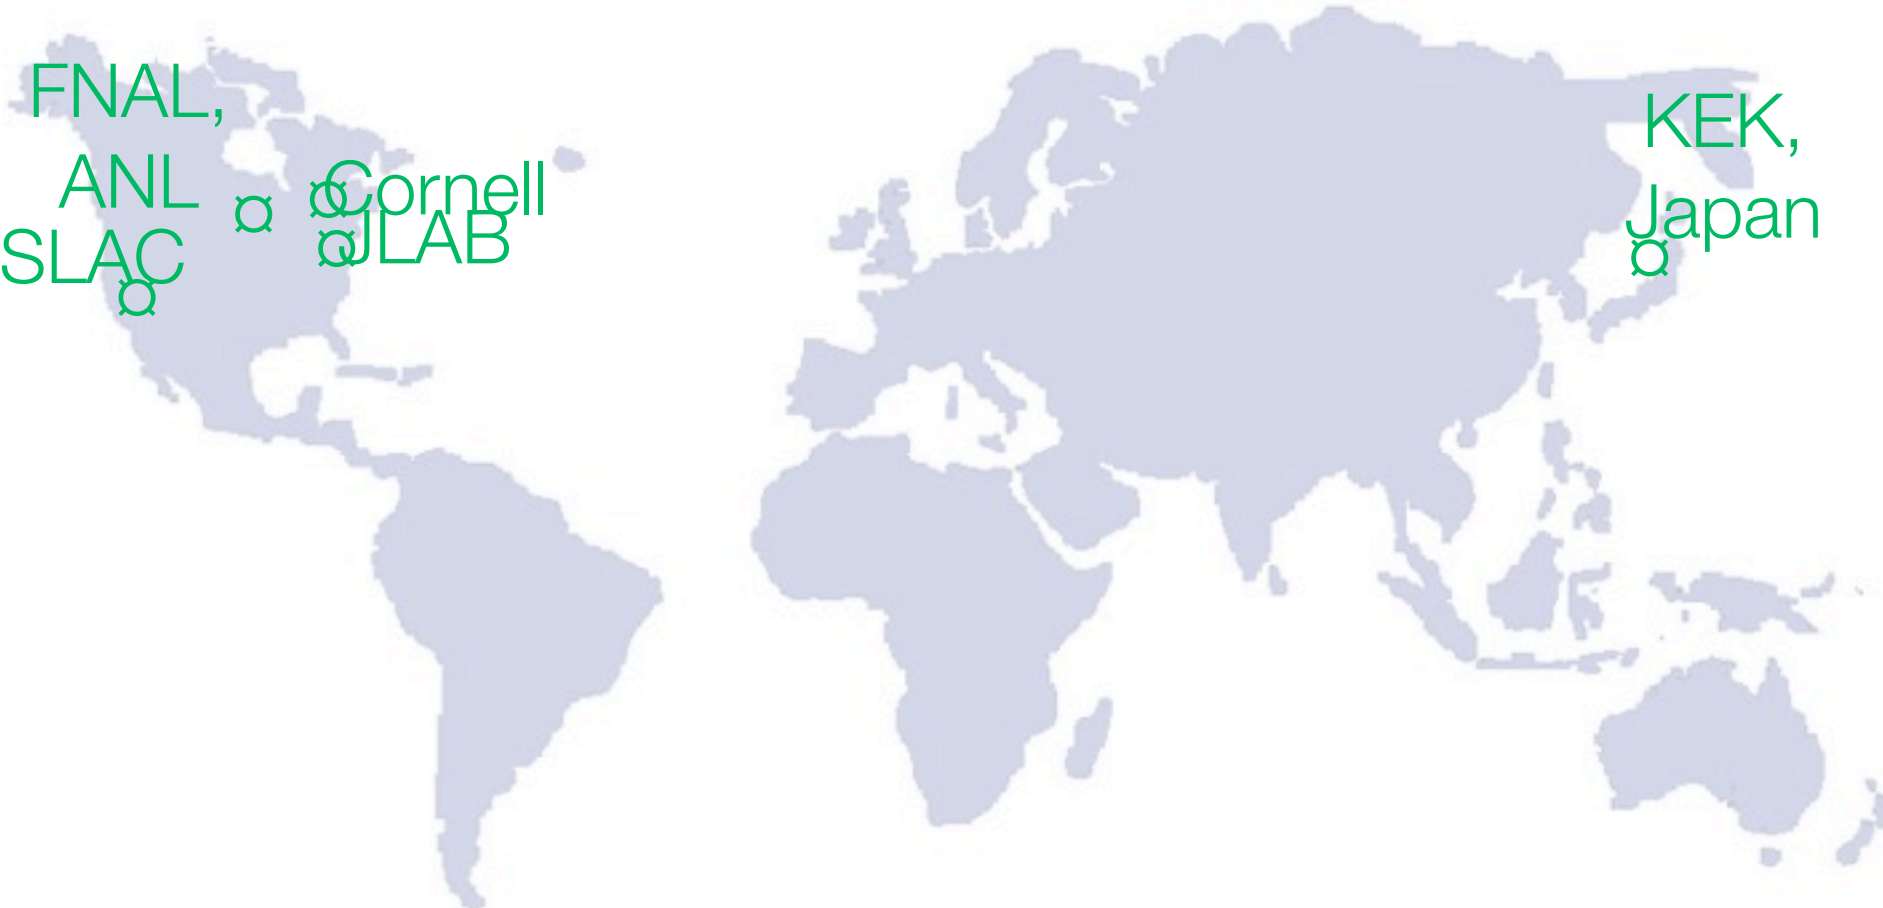 FNAL,
ANL
SLAC
Cornell
JLAB
KEK,
Japan